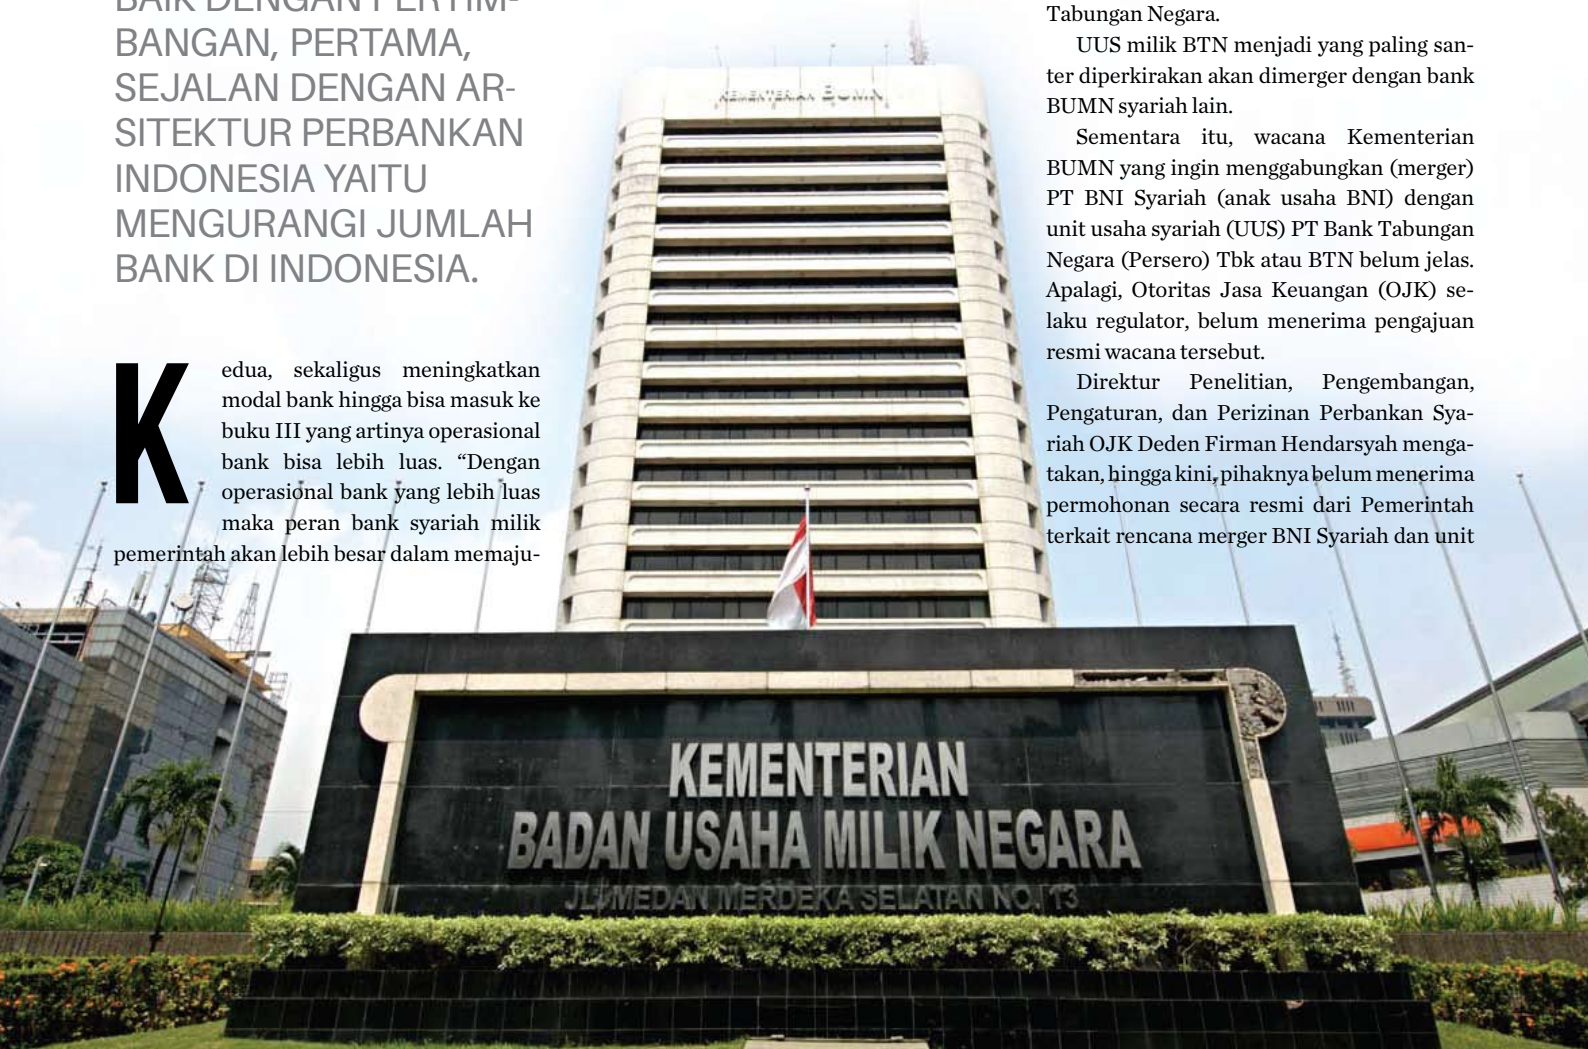 BAIK DENGAN PERTIM-
BANGAN, PERTAMA,
SEJALAN DENGAN AR-
SITEKTUR PERBANKAN
INDONESIA YAITU
MENGURANGI JUMLAH
BANK DI INDONESIA.
Kedua, sekaligus meningkatkan
modal bank hingga bisa masuk ke
buku III yang artinya operasional
bank bisa lebih luas. “Dengan
operasional bank yang lebih luas
maka peran bank syariah milik
pemerintah akan lebih besar dalam memaju-
Tabungan Negara.
UUS milik BTN menjadi yang paling san-
ter diperkirakan akan dimerger dengan bank
BUMN syariah lain.
Sementara itu, wacana Kementerian
BUMN yang ingin menggabungkan (merger)
PT BNI Syariah (anak usaha BNI) dengan
unit usaha syariah (UUS) PT Bank Tabungan
Negara (Persero) Tbk atau BTN belum jelas.
Apalagi, Otoritas Jasa Keuangan (OJK) se-
laku regulator, belum menerima pengajuan
resmi wacana tersebut.
Direktur Penelitian, Pengembangan,
Pengaturan, dan Perizinan Perbankan Sya-
riah OJK Deden Firman Hendarsyah menga-
takan, hingga kini, pihaknya belum menerima
permohonan secara resmi dari Pemerintah
terkait rencana merger BNI Syariah dan unit
KEMENTERIAN BUMN
KEMENTERIAN
BADAN USAHA MILIK NEGARA
JL. MEDAN MERDEKA SELATAN NO. 13